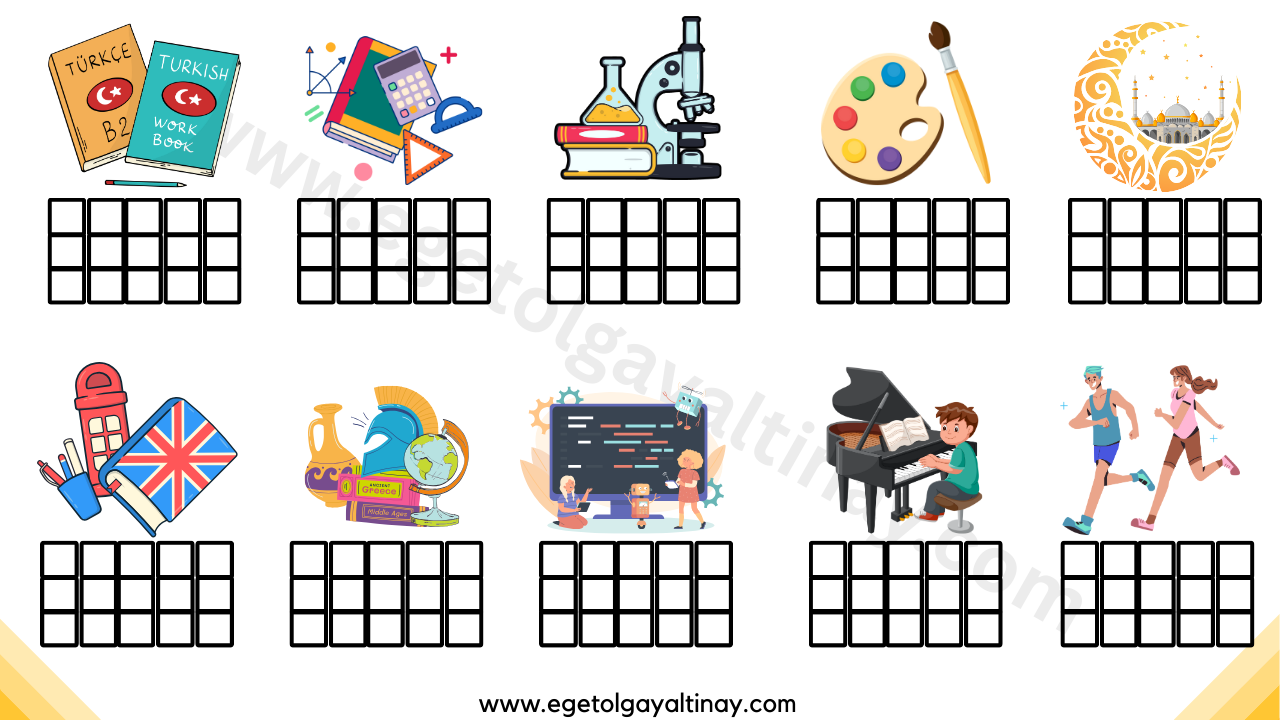 TÜRKÇE
B2
TURKISH
WORK
BOOK
ANCIENT
Greece
Middle Ages
www.egetolgayaltinay.com
www.egetolgayaltinay.com